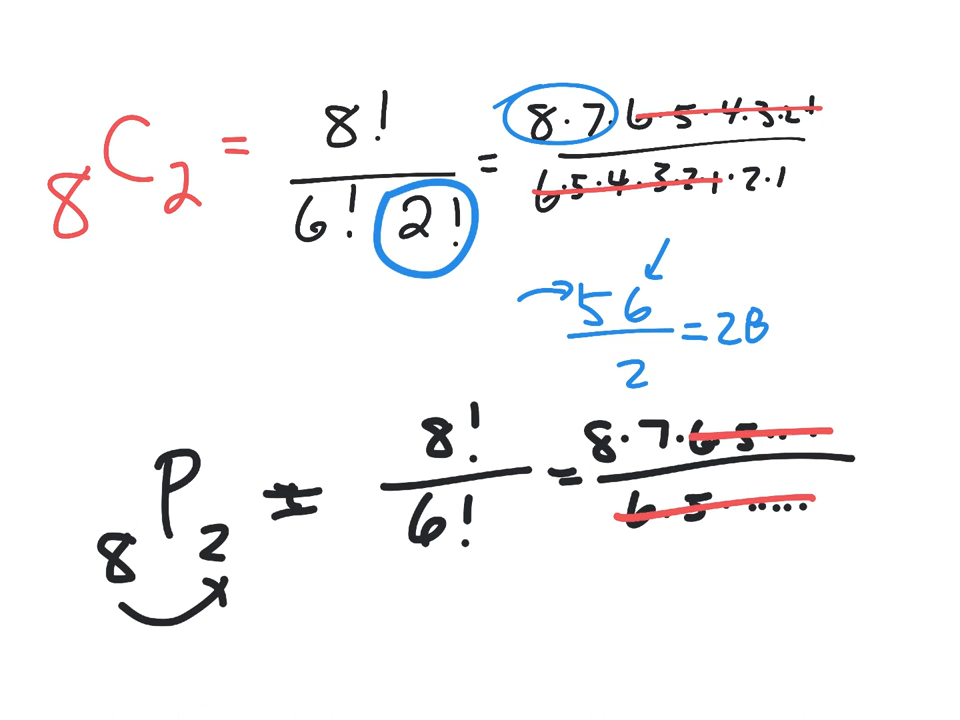 8C2 = 8! / 6! 2! = 8·7·6·5·4·3·2·1 / 6·5·4·3·2·1·2·1
56 / 2 = 28
8P2 = 8! / 6! = 8·7·6·5···· / 6·5·······